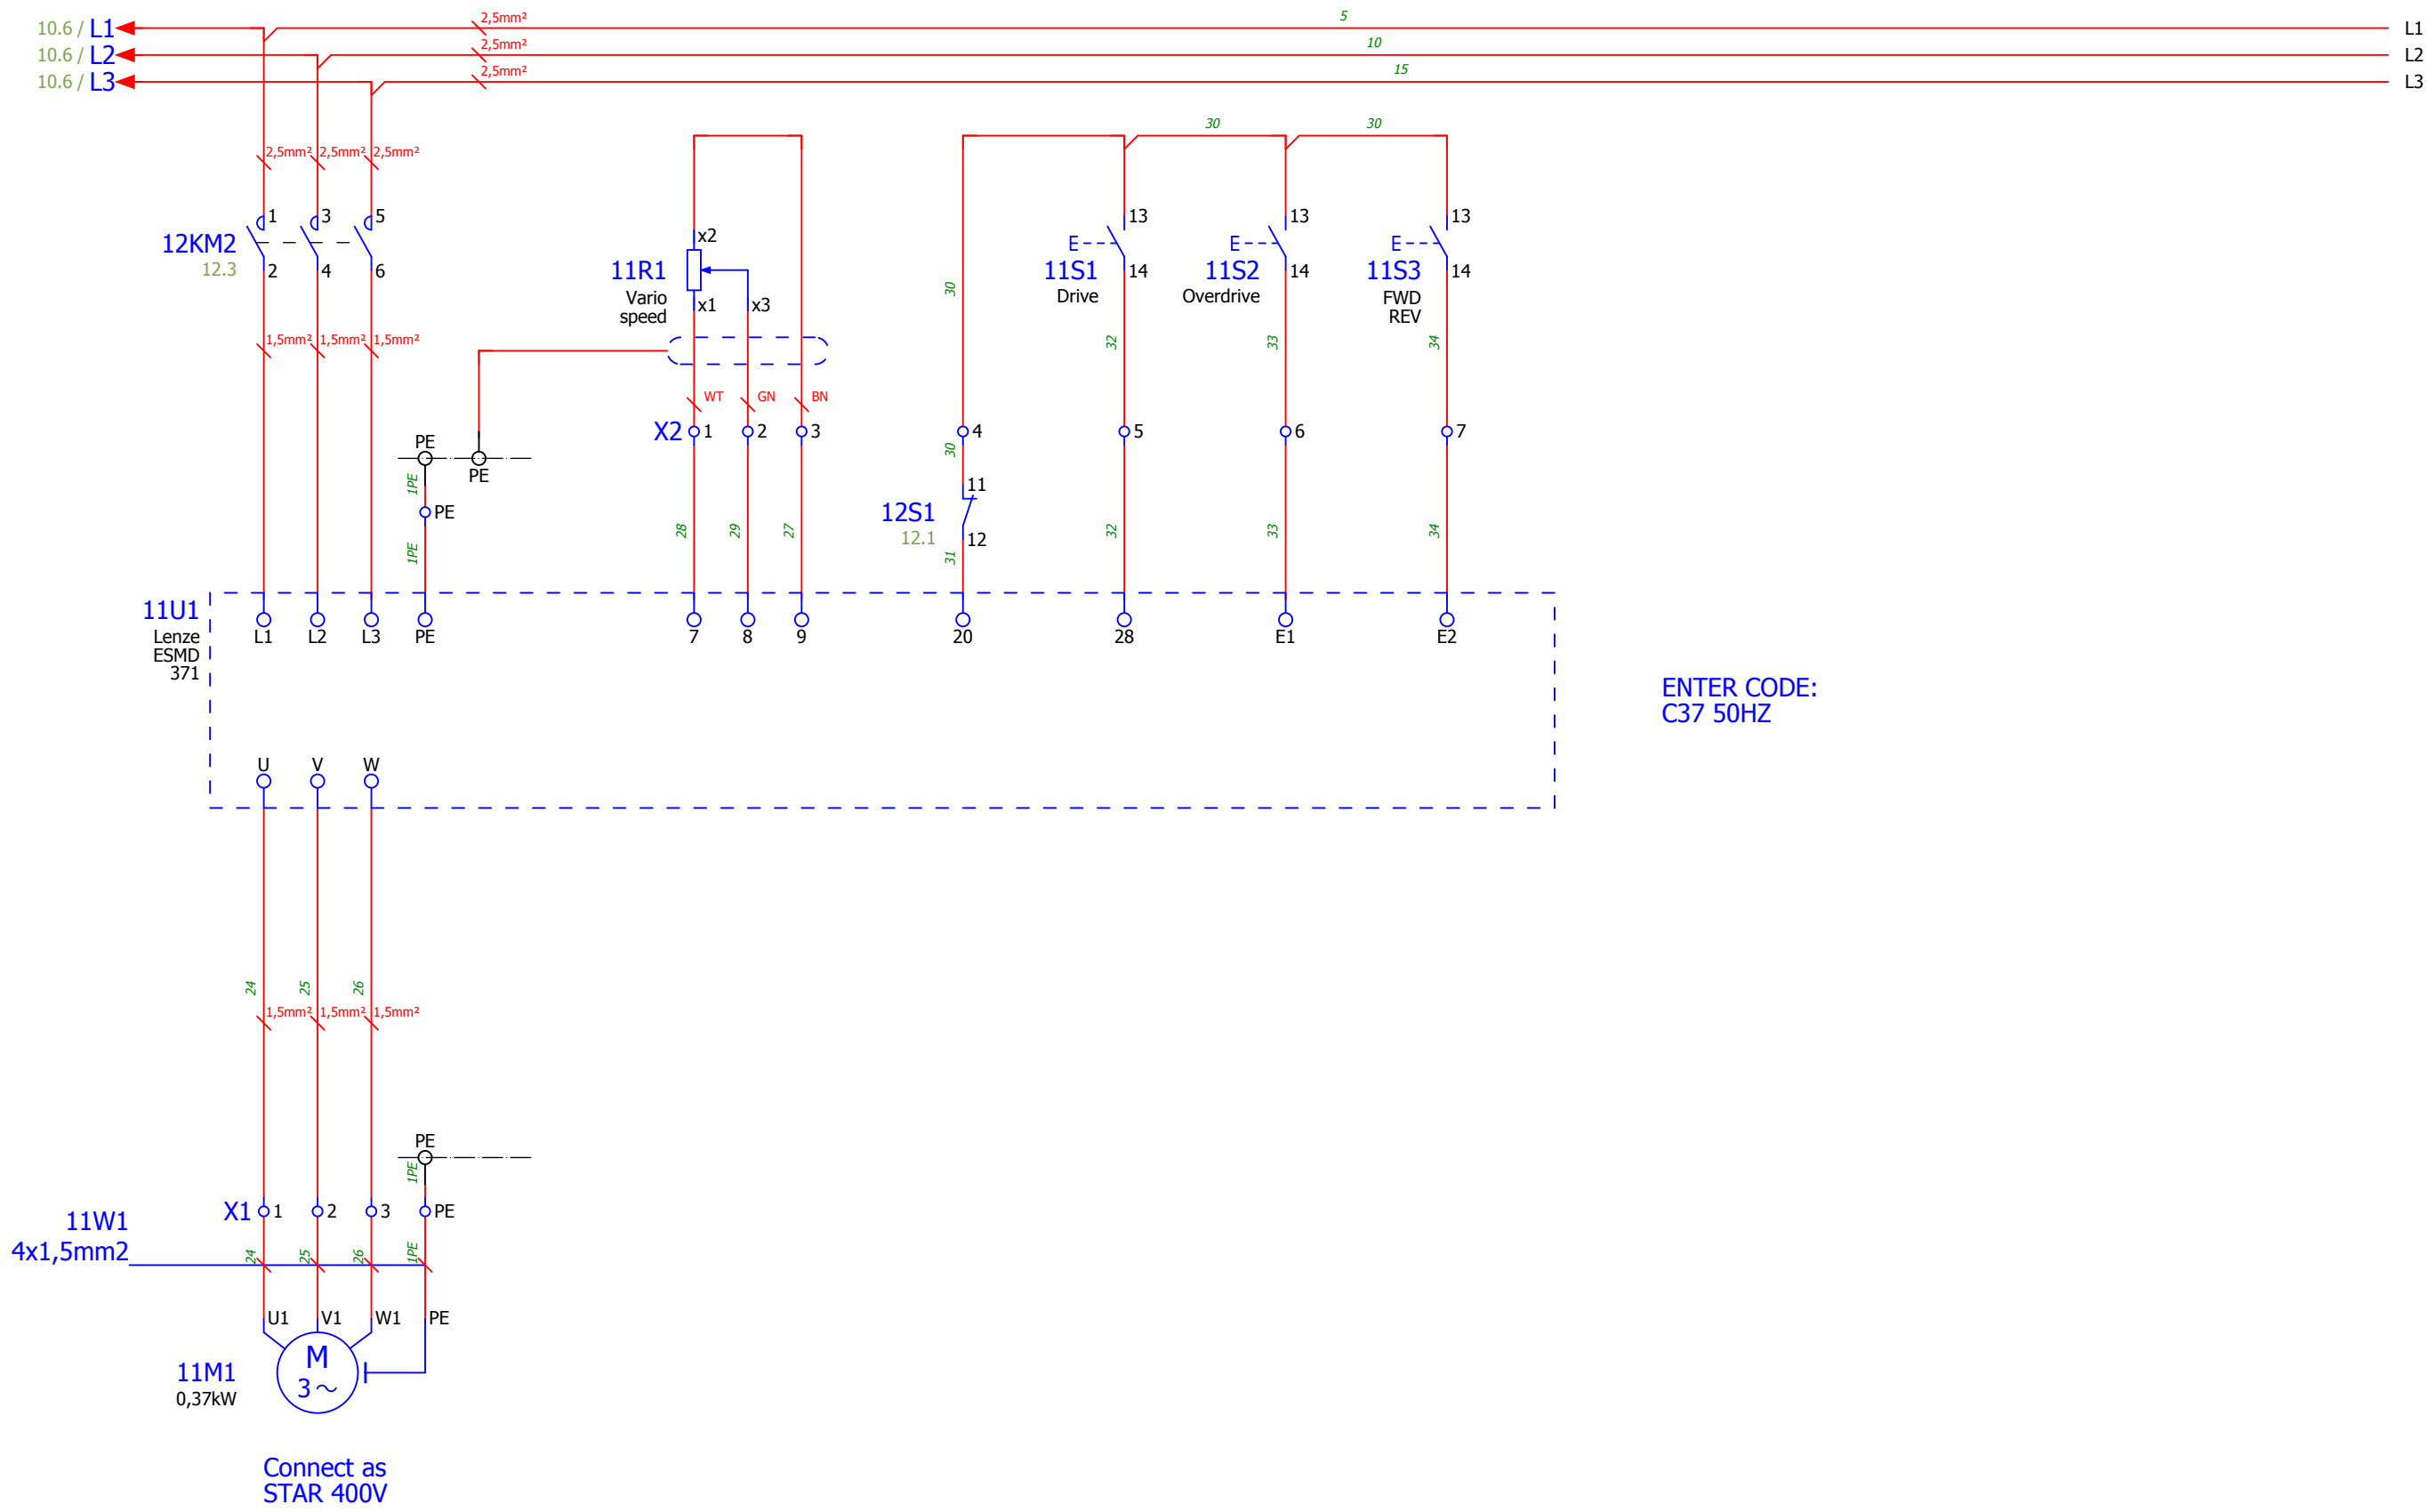 10.6 / L1 2,5mm² 5 L1
10.6 / L2 2,5mm² 10 L2
10.6 / L3 2,5mm² 15 L3
30 30
2,5mm² 2,5mm² 2,5mm²
1 3 5 x2 13 13 13
12KM2 E E E
12.3 2 4 6 11R1 11S1 14 11S2 14 11S3 14
Vario Drive Overdrive FWD
speed x1 x3 30 REV
1,5mm² 1,5mm² 1,5mm² 32 33 34
WT GN BN
PE X2 1 2 3 4 5 6 7
PE 30
1PE 11
PE 12S1
28 29 27 32 33 34
1PE 12.1 12
31
11U1
Lenze L1 L2 L3 PE 7 8 9 20 28 E1 E2
ESMD
371
ENTER CODE:
C37 50HZ
U V W
24 25 26
1,5mm² 1,5mm² 1,5mm²
PE
1PE
X1 1 2 3 PE
11W1
4x1,5mm2 24 25 26 1PE
U1 V1 W1 PE
M
11M1
3～
0,37kW
Connect as
STAR 400V